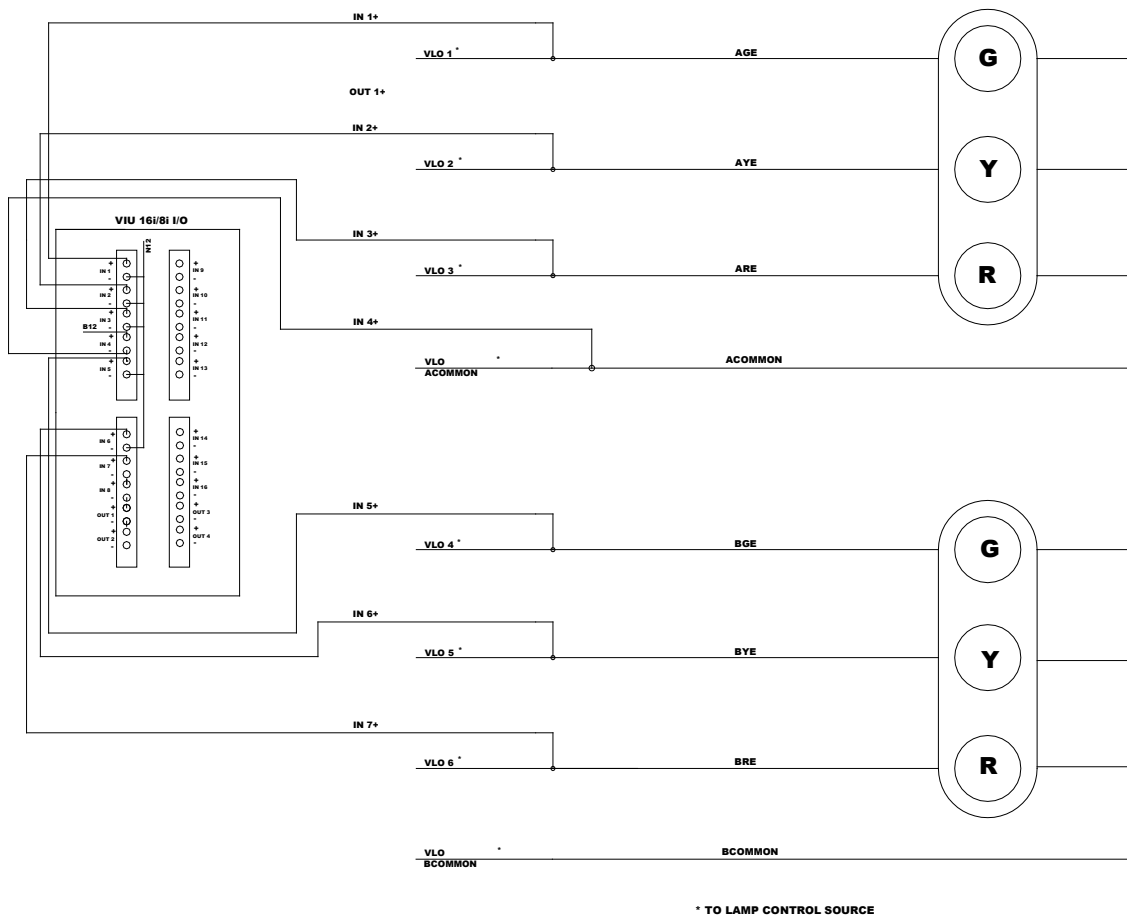 IN 1+
VLO 1 *
AGE
G
OUT 1+
IN 2+
VLO 2 *
AYE
Y
VIU 16i/8i I/O
N12
IN 3+
VLO 3 *
ARE
R
+
IN 1
-
+
IN 2
-
+
IN 3
-
B12
+
IN 4
-
+
IN 5
-
+
IN 9
-
+
IN 10
-
+
IN 11
-
+
IN 12
-
+
IN 13
-
IN 4+
VLO *
ACOMMON
ACOMMON
+
IN 6
-
+
IN 7
-
+
IN 8
-
+
OUT 1
-
+
OUT 2
-
+
IN 14
-
+
IN 15
-
+
IN 16
-
+
OUT 3
-
+
OUT 4
-
IN 5+
VLO 4 *
BGE
G
IN 6+
VLO 5 *
BYE
Y
IN 7+
VLO 6 *
BRE
R
VLO *
BCOMMON
BCOMMON
* TO LAMP CONTROL SOURCE